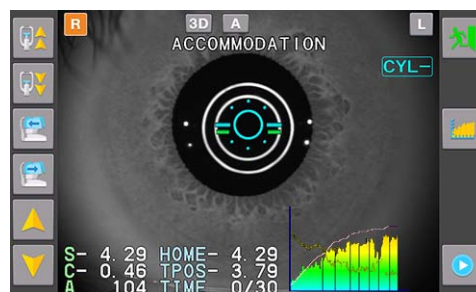 R 3D A L
ACCOMMODATION
CYL-
S- 4.29 HOME- 4.29
C- 0.46 TPOS- 3.79
A 104 TIME 0/30